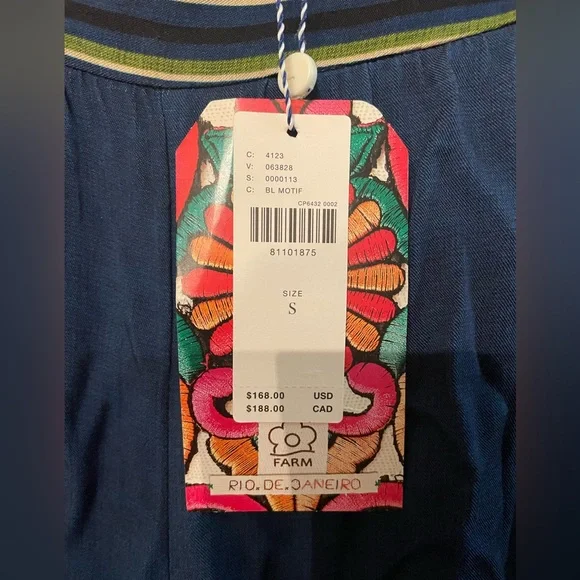 C: 4123
V: 063828
S: 0000113
C: BL MOTIF
CP6432 0002
81101875
SIZE
S
$168.00 USD
$188.00 CAD
FARM
RIO.DE.JANEIRO